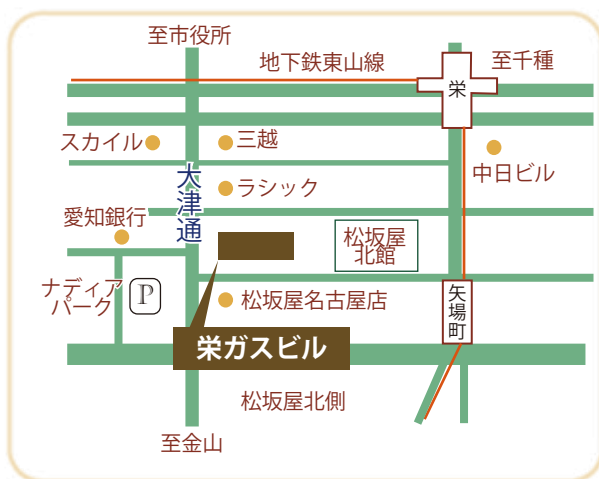 至市役所
地下鉄東山線
至千種
栄
スカイル
三越
中日ビル
大津通
ラシック
愛知銀行
松坂屋
北館
ナディア
パーク
P
松坂屋名古屋店
矢場町
栄ガスビル
松坂屋北側
至金山